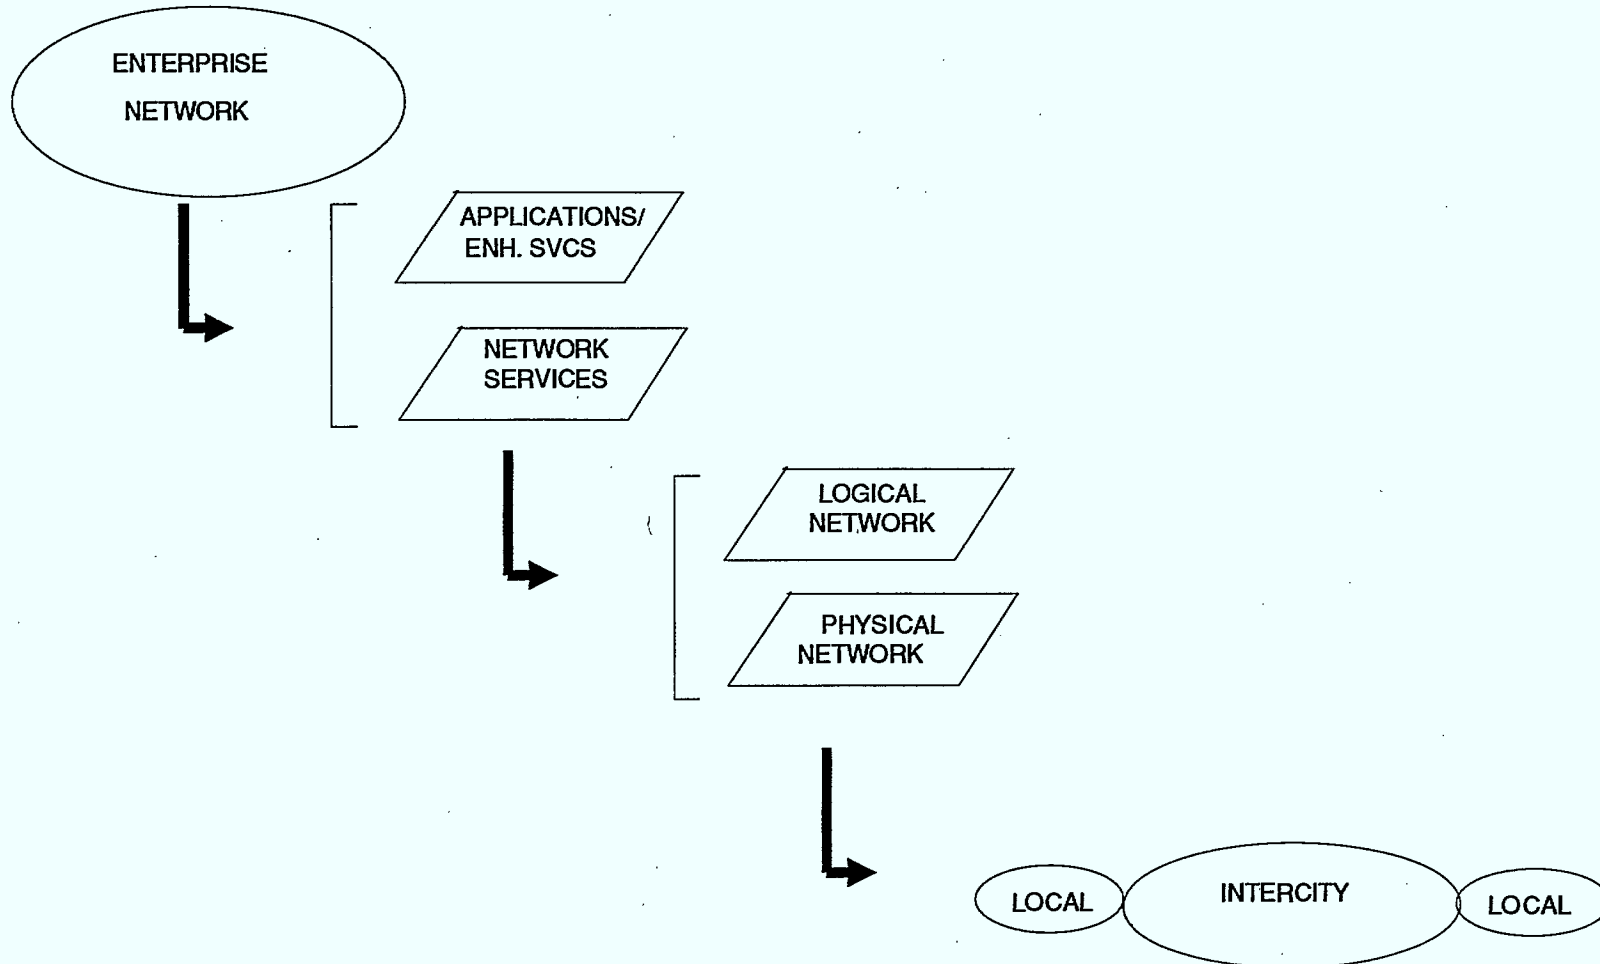 ENTERPRISE
NETWORK
APPLICATIONS/
ENH. SVCS
NETWORK
SERVICES
LOGICAL
NETWORK
PHYSICAL
NETWORK
LOCAL
INTERCITY
LOCAL